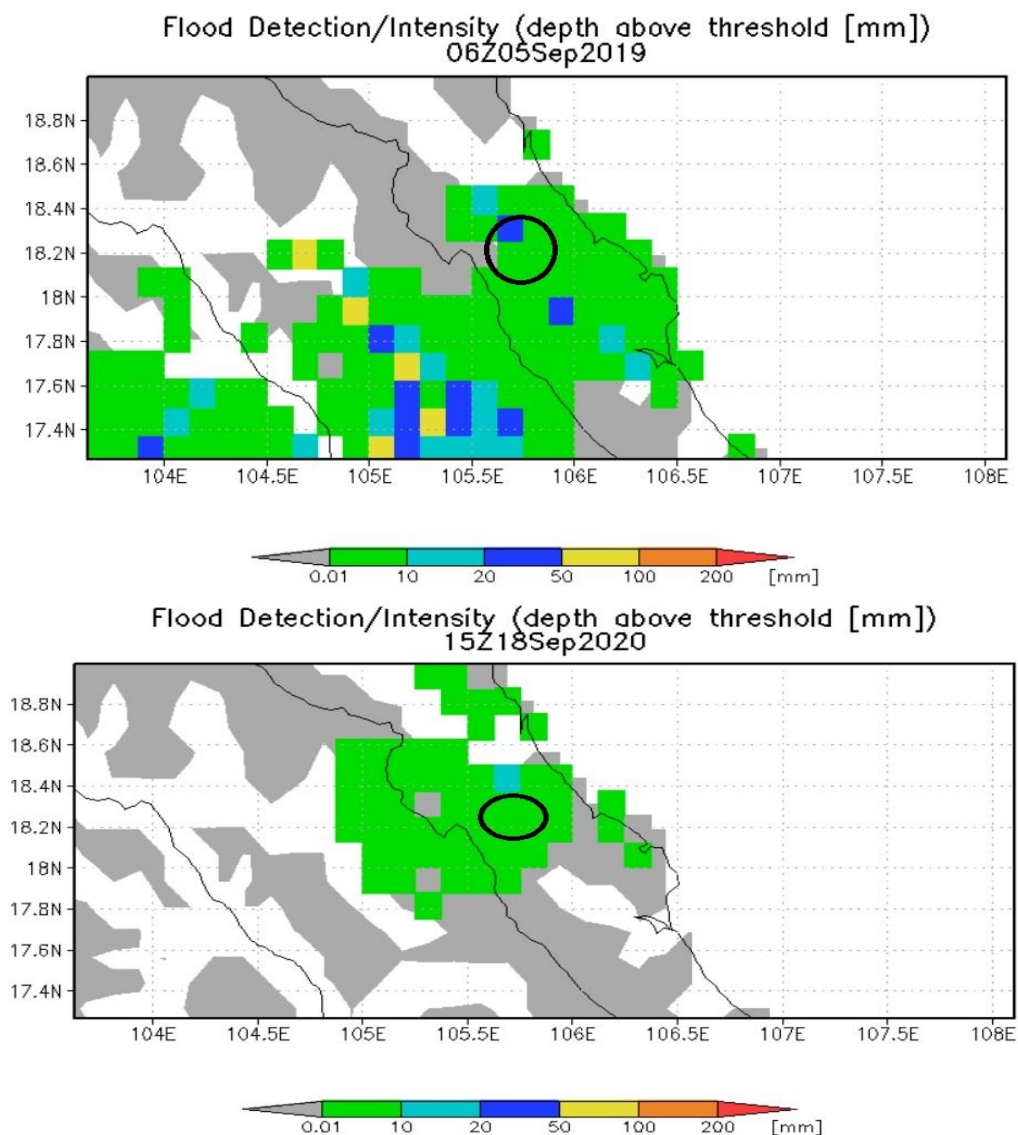 Flood Detection/Intensity (depth above threshold [mm])
06Z05Sep2019
18.8N
18.6N
18.4N
18.2N
18N
17.8N
17.6N
17.4N
104E 104.5E 105E 105.5E 106E 106.5E 107E 107.5E 108E
0.01 10 20 50 100 200 [mm]
Flood Detection/Intensity (depth above threshold [mm])
15Z18Sep2020
18.8N
18.6N
18.4N
18.2N
18N
17.8N
17.6N
17.4N
104E 104.5E 105E 105.5E 106E 106.5E 107E 107.5E 108E
0.01 10 20 50 100 200 [mm]